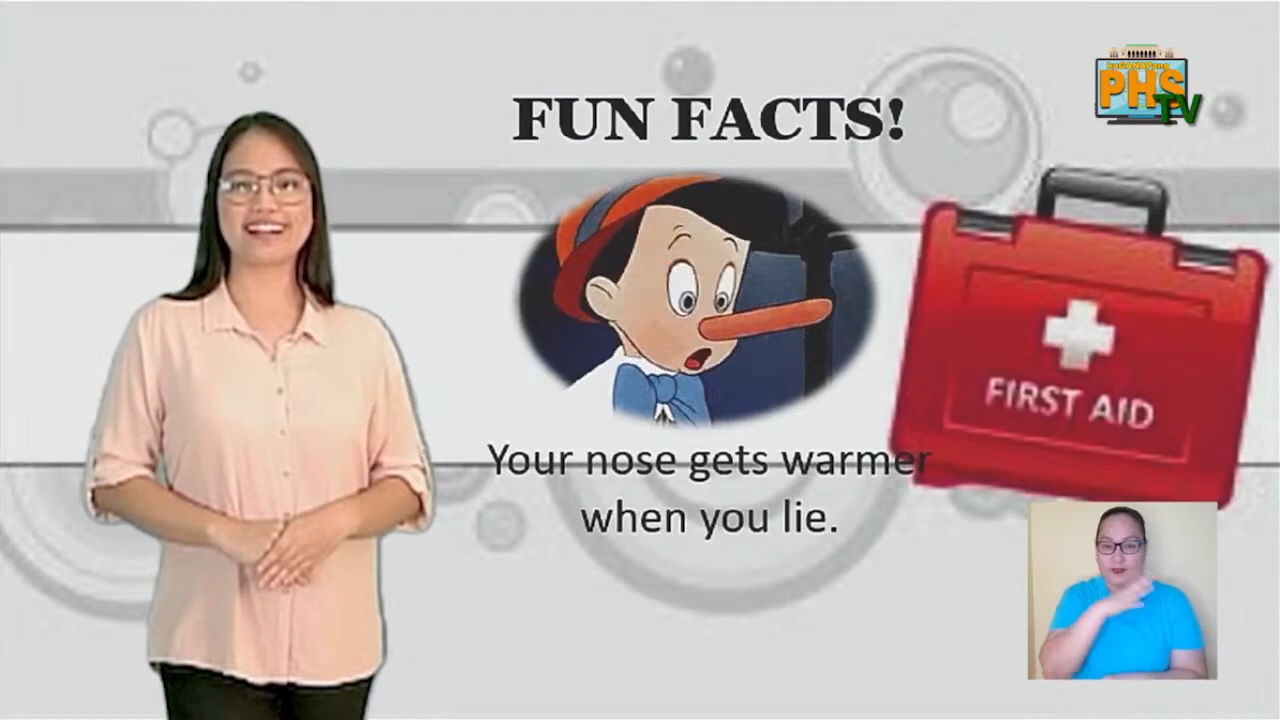 FUN FACTS!
PHS
TV
FIRST AID
Your nose gets warmer
when you lie.